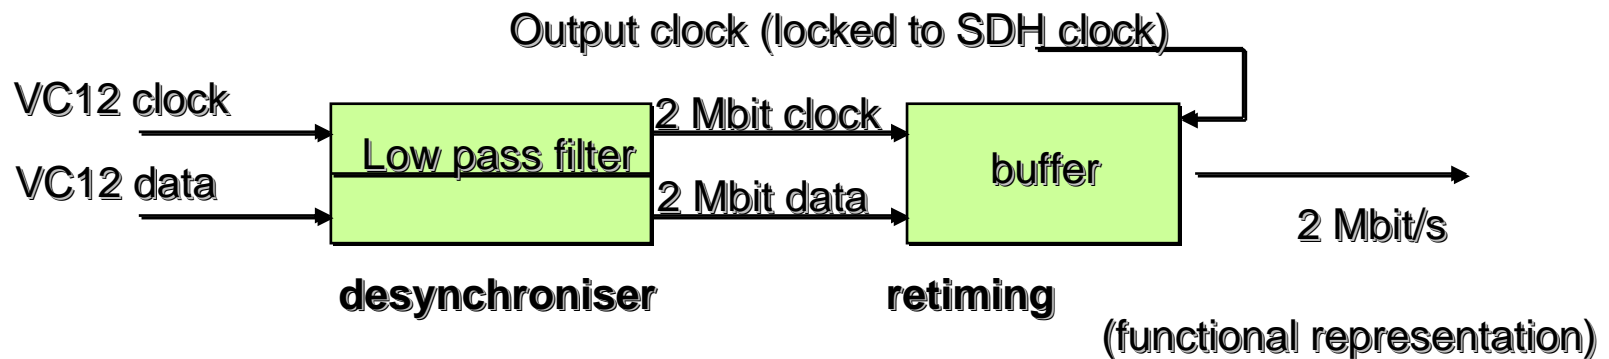 Output clock (locked to SDH clock)
VC12 clock
2 Mbit clock
Low pass filter
buffer
VC12 data
2 Mbit data
2 Mbit/s
desynchroniser
retiming
(functional representation)